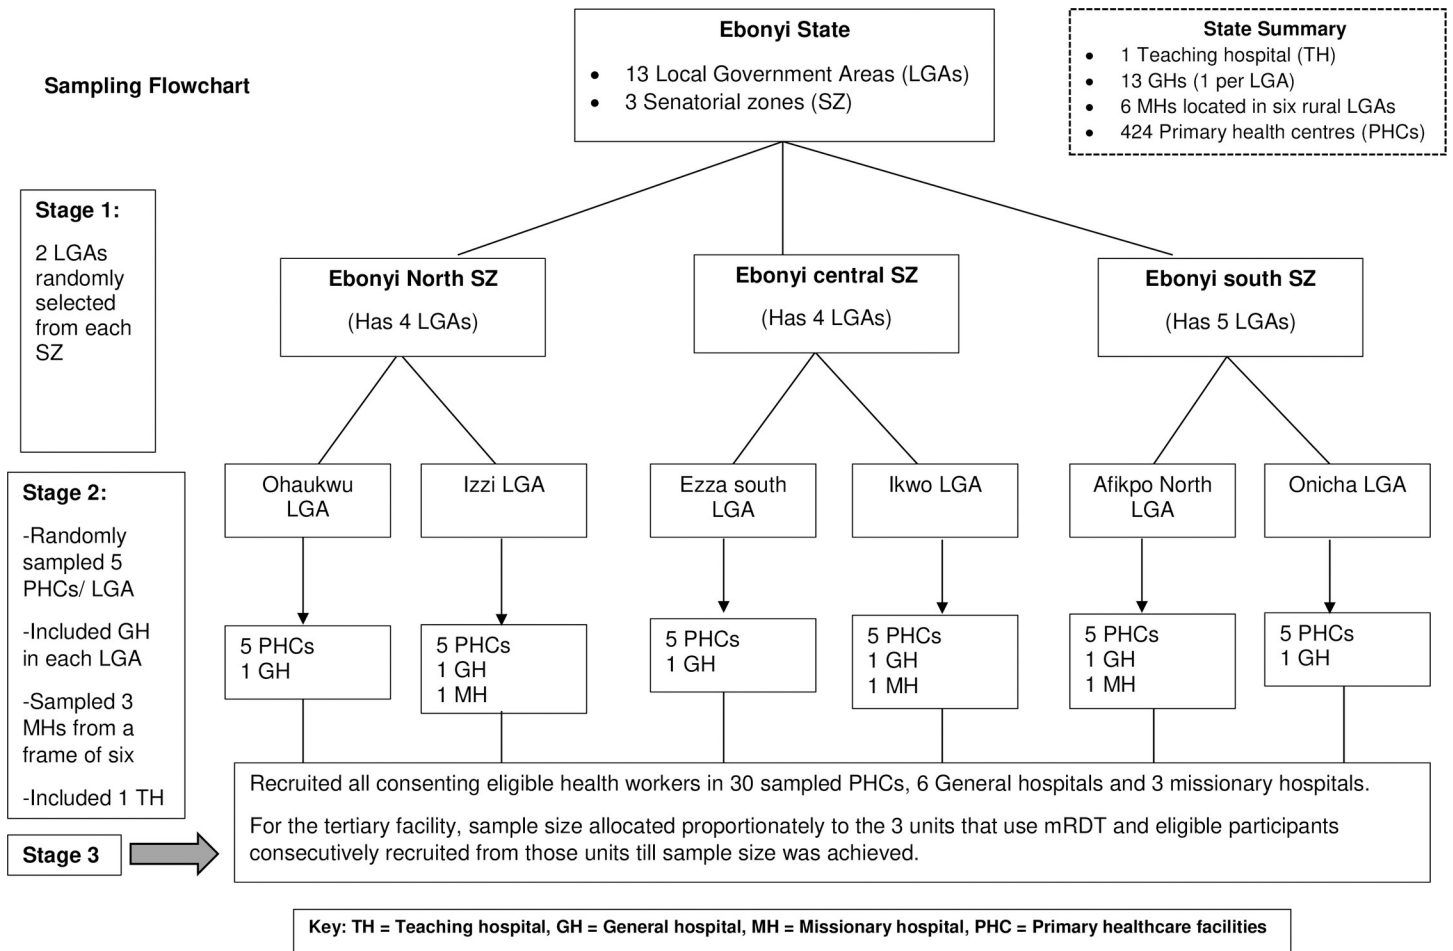 Sampling Flowchart
Ebonyi State
• 13 Local Government Areas (LGAs)
• 3 Senatorial zones (SZ)
State Summary
• 1 Teaching hospital (TH)
• 13 GHs (1 per LGA)
• 6 MHs located in six rural LGAs
• 424 Primary health centres (PHCs)
Stage 1:
2 LGAs
randomly
selected
from each
SZ
Ebonyi North SZ
(Has 4 LGAs)
Ebonyi central SZ
(Has 4 LGAs)
Ebonyi south SZ
(Has 5 LGAs)
Stage 2:
-Randomly
sampled 5
PHCs/ LGA
-Included GH
in each LGA
-Sampled 3
MHs from a
frame of six
-Included 1 TH
Ohaukwu
LGA
Izzi LGA
Ezza south
LGA
Ikwo LGA
Afikpo North
LGA
Onicha LGA
5 PHCs
1 GH
5 PHCs
1 GH
1 MH
5 PHCs
1 GH
5 PHCs
1 GH
1 MH
5 PHCs
1 GH
1 MH
5 PHCs
1 GH
Stage 3
Recruited all consenting eligible health workers in 30 sampled PHCs, 6 General hospitals and 3 missionary hospitals.
For the tertiary facility, sample size allocated proportionately to the 3 units that use mRDT and eligible participants
consecutively recruited from those units till sample size was achieved.
Key: TH = Teaching hospital, GH = General hospital, MH = Missionary hospital, PHC = Primary healthcare facilities